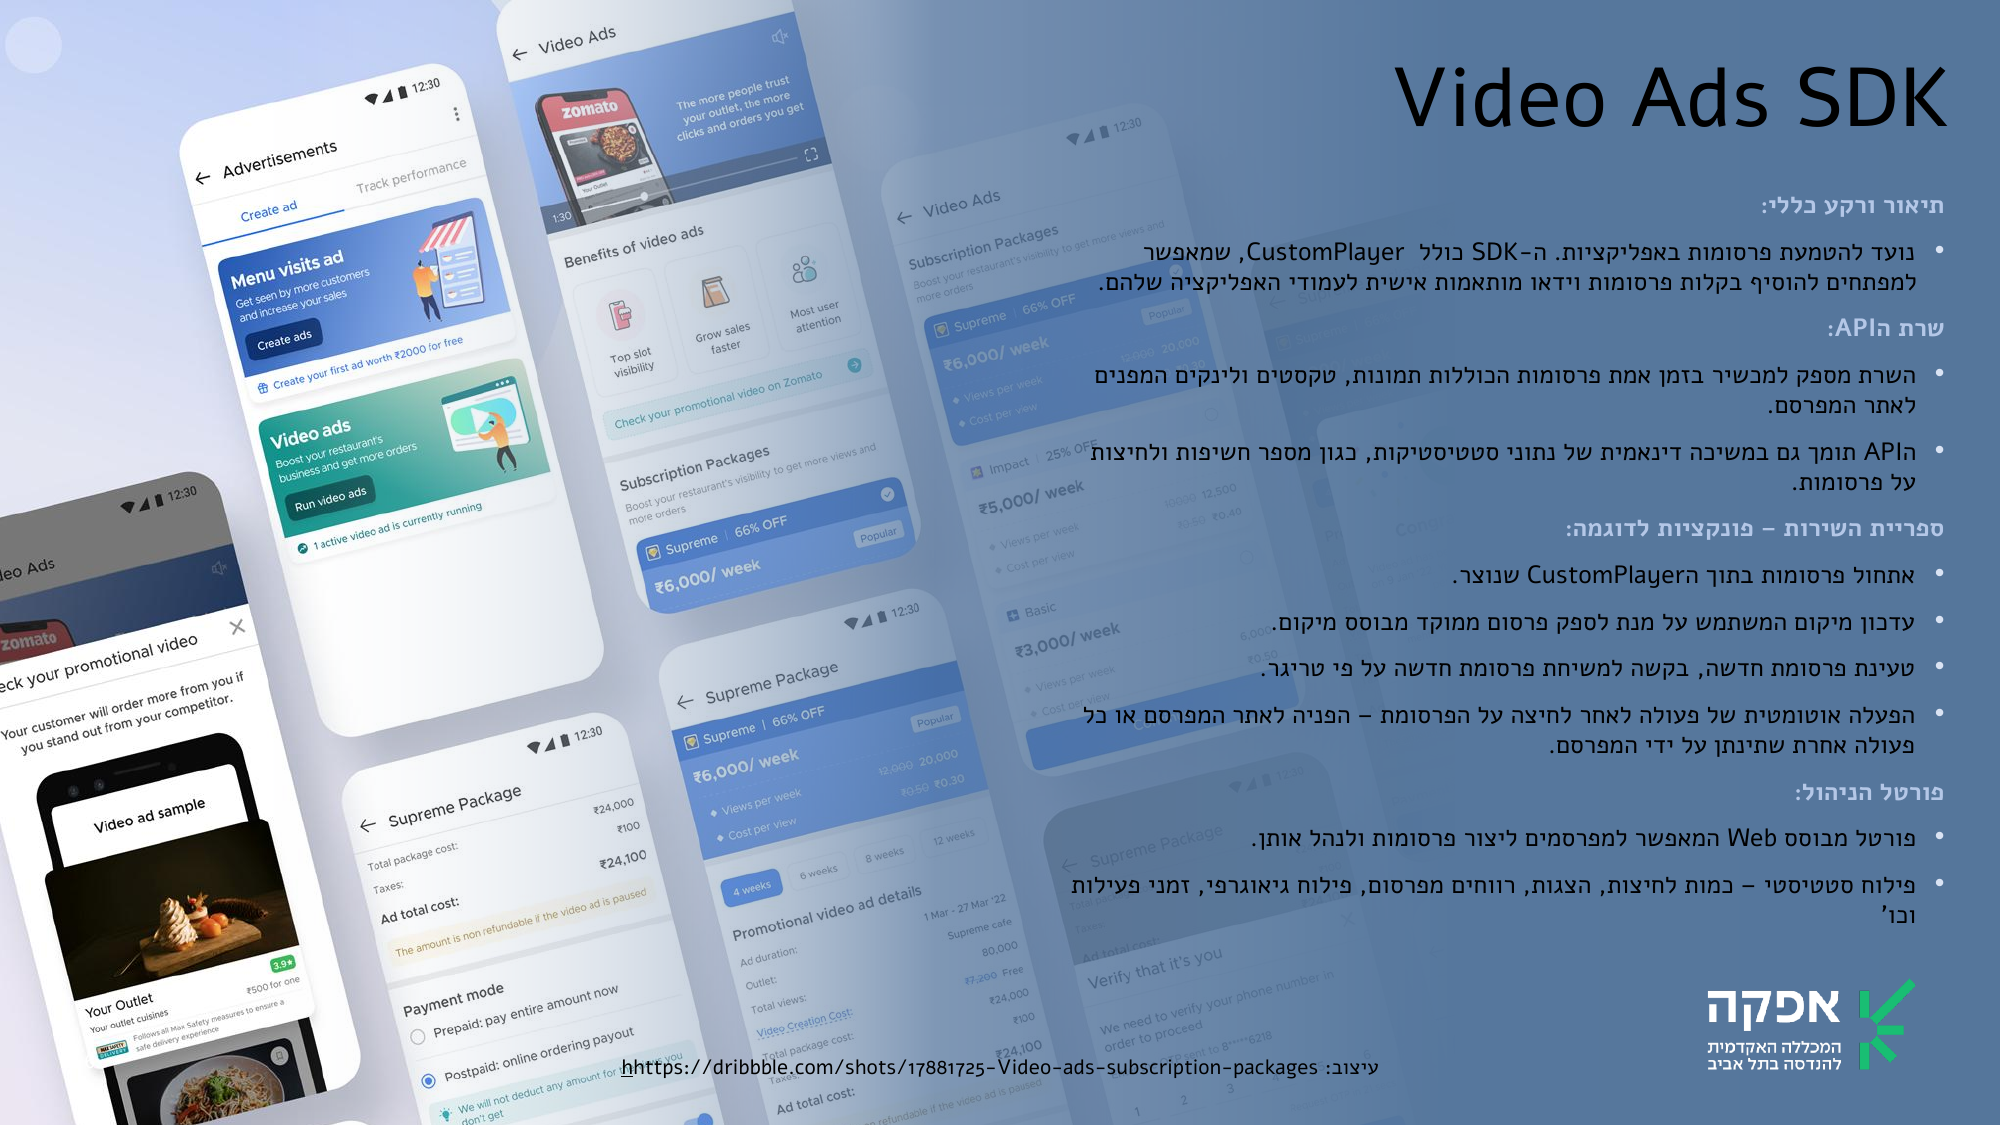 Video Ads SDK
תיאור ורקע כללי:
• נועד להטמעת פרסומות באפליקציות. ה-SDK כולל CustomPlayer, שמאפשר
למפתחים להוסיף בקלות פרסומות וידאו מותאמות אישית לעמודי האפליקציה שלהם.
שרת הAPI:
• השרת מספק למכשיר בזמן אמת פרסומות הכוללות תמונות, טקסטים ולינקים המפנים
לאתר המפרסם.
• הAPI תומך גם במשיכה דינאמית של נתוני סטטיסטיקות, כגון מספר חשיפות ולחיצות
על פרסומות.
ספריית השירות – פונקציות לדוגמה:
• אתחול פרסומות בתוך הCustomPlayer שנוצר.
• עדכון מיקום המשתמש על מנת לספק פרסום ממוקד מבוסס מיקום.
• טעינת פרסומת חדשה, בקשה למשיחת פרסומת חדשה על פי טריגר.
• הפעלה אוטומטית של פעולה לאחר לחיצה על הפרסומת – הפניה לאתר המפרסם או כל
פעולה אחרת שתינתן על ידי המפרסם.
פורטל הניהול:
• פורטל מבוסס Web המאפשר למפרסמים ליצור פרסומות ולנהל אותן.
• פילוח סטטיסטי – כמות לחיצות, הצגות, רווחים מפרסום, פילוח גיאוגרפי, זמני פעילות
וכו'
אפקה
המכללה האקדמית
להנדסה בתל אביב
עיצוב: hhttps://dribbble.com/shots/17881725-Video-ads-subscription-packages
12:30
Advertisements
Create ad
Track performance
Menu visits ad
Get seen by more customers
and increase your sales
Create ads
Create your first ad worth ₹2000 for free
Video ads
Boost your restaurant's
business and get more orders
Run video ads
1 active video ad is currently running
Video Ads
zomato
The more people trust
your outlet, the more
clicks and orders you get
1:30
Benefits of video ads
Top slot
visibility
Grow sales
faster
Most user
attention
Check your promotional video on Zomato
Subscription Packages
Boost your restaurant's visibility to get more views and
more orders
Supreme | 66% OFF
Popular
₹6,000/ week
12:30
Video Ads
Subscription Packages
Boost your restaurant's visibility to get more views and
more orders
Supreme | 66% OFF
Popular
₹6,000/ week
12,000 20,000
Views per week
Cost per view
Impact | 25% OFF
₹5,000/ week
10,000 12,500
Views per week
₹0.50 ₹0.40
Cost per view
Basic
₹3,000/ week
6,000
Views per week
₹0.50
Cost per view
12:30
eo Ads
zomato
eck your promotional video
Your customer will order more from you if
you stand out from your competitor.
Video ad sample
3.9★
Your Outlet
₹500 for one
Your outlet cuisines
MAX SAFETY DELIVERY
Follows all Max Safety measures to ensure a
safe delivery experience
12:30
Supreme Package
₹24,000
Total package cost:
₹100
Taxes:
₹24,100
Ad total cost:
The amount is non refundable if the video ad is paused
Payment mode
Prepaid: pay entire amount now
Postpaid: online ordering payout
We will not deduct any amount for
you
don't get
12:30
Supreme Package
Supreme | 66% OFF
Popular
₹6,000/ week
12,000 20,000
Views per week
₹0.50 ₹0.30
Cost per view
4 weeks
6 weeks
8 weeks
12 weeks
Promotional video ad details
1 Mar - 27 Mar '22
Ad duration:
Supreme cafe
Outlet:
80,000
Total views:
₹7,200 Free
Video Creation Cost:
₹24,000
Total package cost:
₹100
Taxes
₹24,100
Ad total cost:
refundable if the video ad is paused
12:30
Supreme Package
Ad total cost:
Verify that it's you
We need to verify your phone number in
order to proceed
OTP sent to 8*****6218
1 2 3